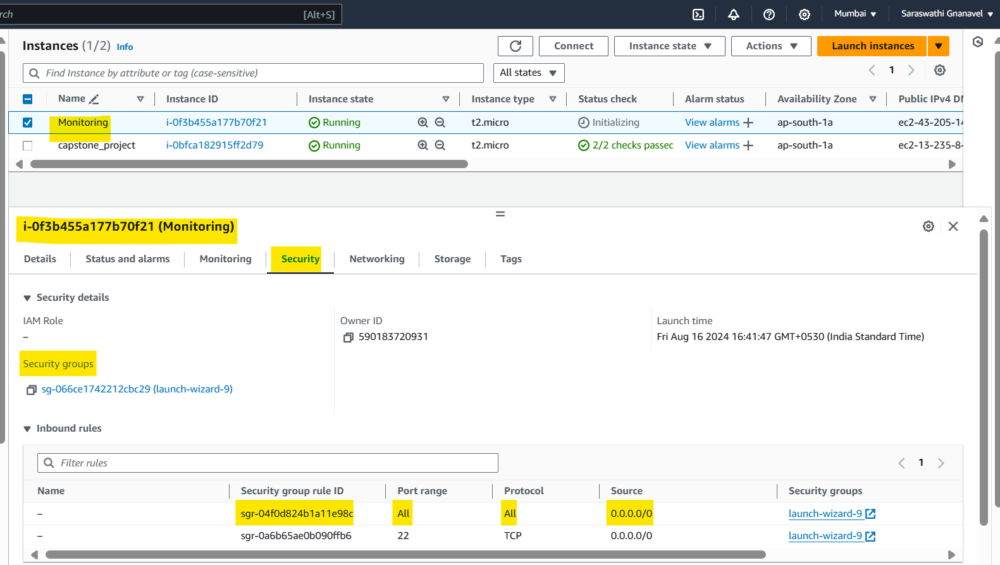 rch [Alt+S] Mumbai Saraswathi Gnanavel
Instances (1/2) Info Connect Instance state Actions Launch instances
Find Instance by attribute or tag (case-sensitive) All states 1
Name Instance ID Instance state Instance type Status check Alarm status Availability Zone Public IPv4 DN
Monitoring i-0f3b455a177b70f21 Running t2.micro Initializing View alarms + ap-south-1a ec2-43-205-14
capstone_project i-0bfca182915ff2d79 Running t2.micro 2/2 checks passed View alarms + ap-south-1a ec2-13-235-8-
i-0f3b455a177b70f21 (Monitoring)
Details Status and alarms Monitoring Security Networking Storage Tags
Security details
IAM Role Owner ID Launch time
– 590183720931 Fri Aug 16 2024 16:41:47 GMT+0530 (India Standard Time)
Security groups
sg-066ce1742212cbc29 (launch-wizard-9)
Inbound rules
Filter rules 1
Name Security group rule ID Port range Protocol Source Security groups
– sgr-04f0d824b1a11e98c All All 0.0.0.0/0 launch-wizard-9
– sgr-0a6b65ae0b090ffb6 22 TCP 0.0.0.0/0 launch-wizard-9